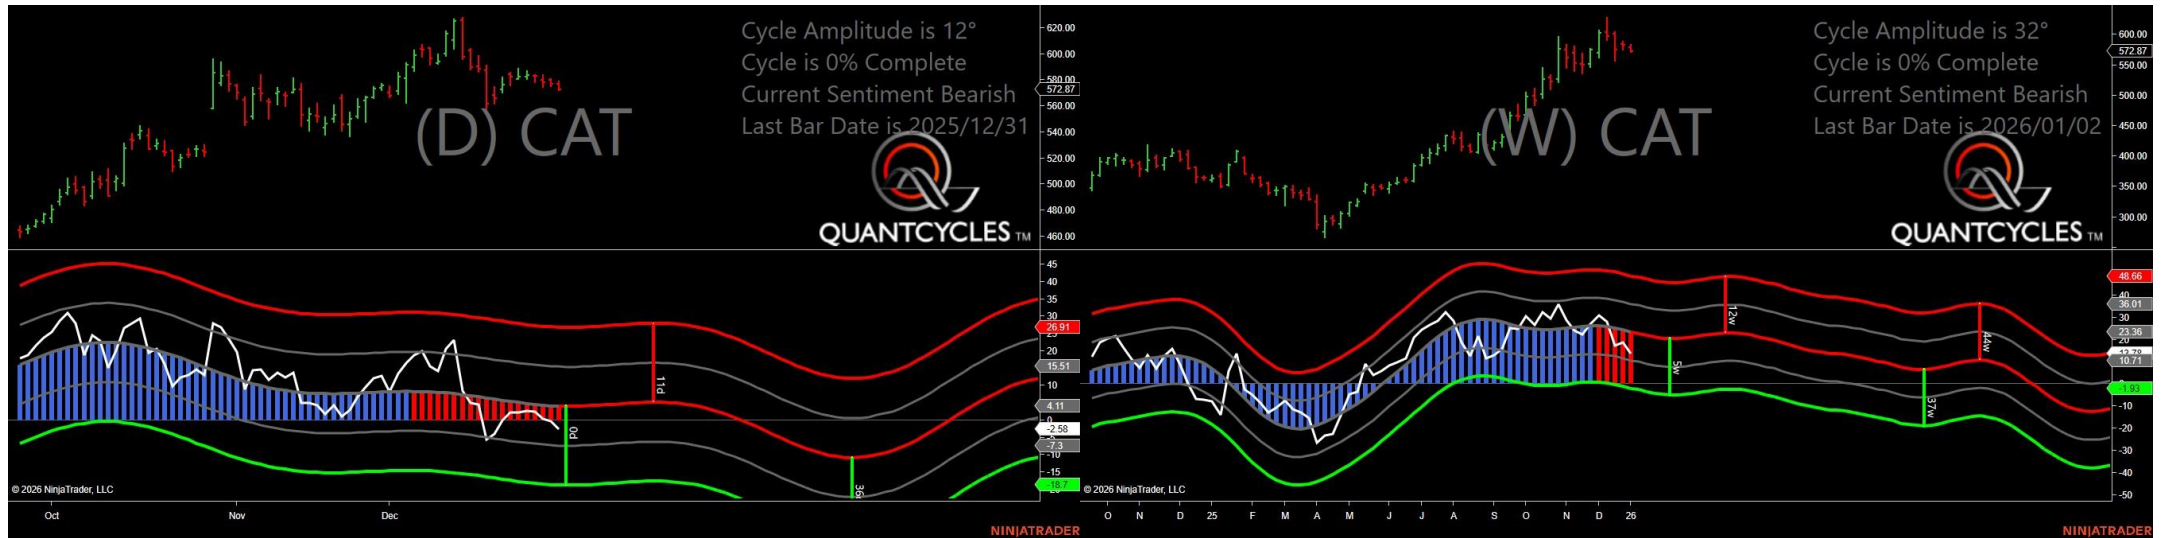 Cycle Amplitude is 12°
Cycle is 0% Complete
Current Sentiment Bearish
Last Bar Date is 2025/12/31
(D) CAT
QUANTCYCLES TM
620.00
600.00
580.00
572.87
560.00
540.00
520.00
500.00
480.00
460.00
45
40
35
26.91
20
15.51
10
4.11
0
-2.58
-7.3
-10
-15
-18.7
11d
0d
© 2026 NinjaTrader, LLC
Oct
Nov
Dec
NINJATRADER
Cycle Amplitude is 32°
Cycle is 0% Complete
Current Sentiment Bearish
Last Bar Date is 2026/01/02
(W) CAT
QUANTCYCLES TM
600.00
572.87
550.00
500.00
450.00
400.00
350.00
300.00
48.66
40
36.01
30
23.36
20
10.71
-1.93
-10
-20
-30
-40
-50
12w
44w
5w
37w
© 2026 NinjaTrader, LLC
O N D 25 F M A M J J A S O N D 26
NINJATRADER